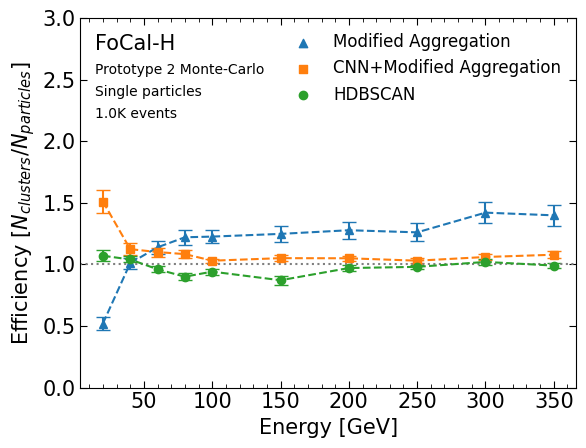 FoCal-H
Prototype 2 Monte-Carlo
Single particles
1.0K events
Modified Aggregation
CNN+Modified Aggregation
HDBSCAN
Efficiency [N_clusters/N_particles]
3.0
2.5
2.0
1.5
1.0
0.5
0.0
50 100 150 200 250 300 350
Energy [GeV]